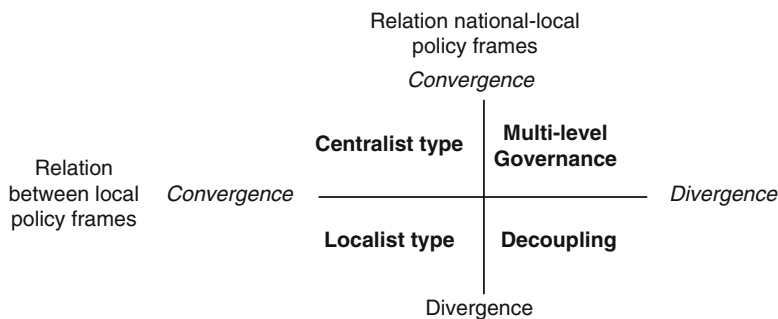 Relation national-local
policy frames
Convergence
Centralist type
Multi-level
Governance
Relation
between local
policy frames
Convergence
Divergence
Localist type
Decoupling
Divergence